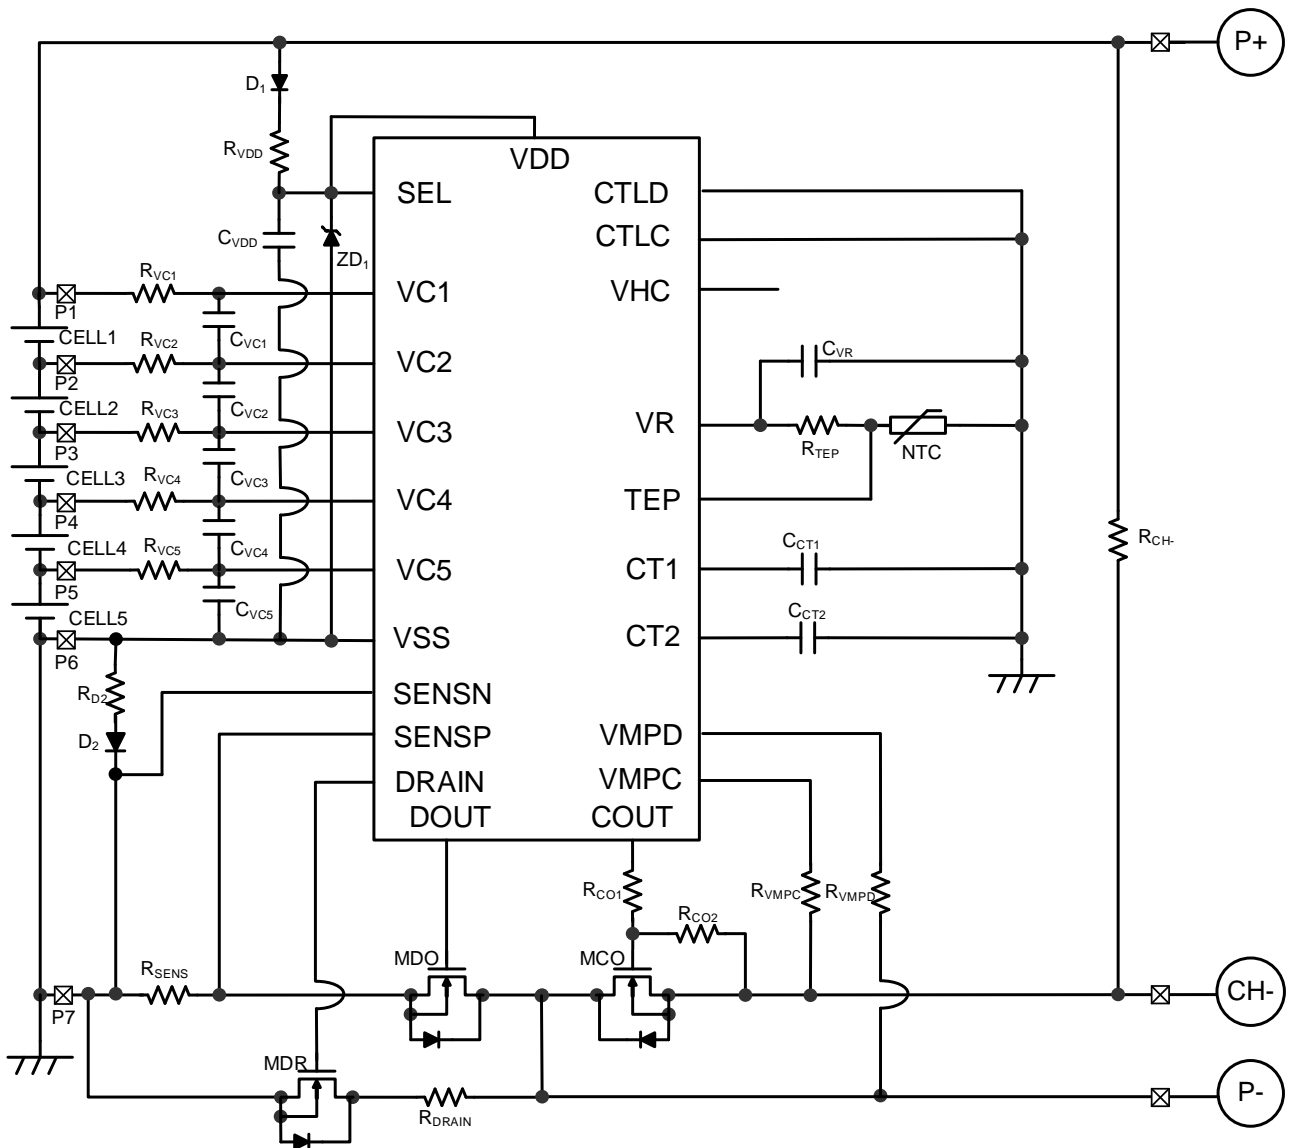 P+
D1
RVDD
VDD
SEL
CTLD
CVDD
ZD1
CTLC
RVC1
VC1
VHC
P1
CELL1
RVC2
CVC1
CVR
P2
VC2
CELL2
RVC3
CVC2
P3
VC3
VR
RTEP
NTC
CELL3
RVC4
CVC3
P4
VC4
TEP
RCH-
CELL4
RVC5
CVC4
CCT1
P5
VC5
CT1
CELL5
CVC5
CCT2
P6
VSS
CT2
RD2
SENSN
D2
SENSP
VMPD
DRAIN
VMPC
DOUT
COUT
RCO1
RVMPC
RVMPD
RCO2
MDO
MCO
RSENS
P7
CH-
MDR
RDRAIN
P-